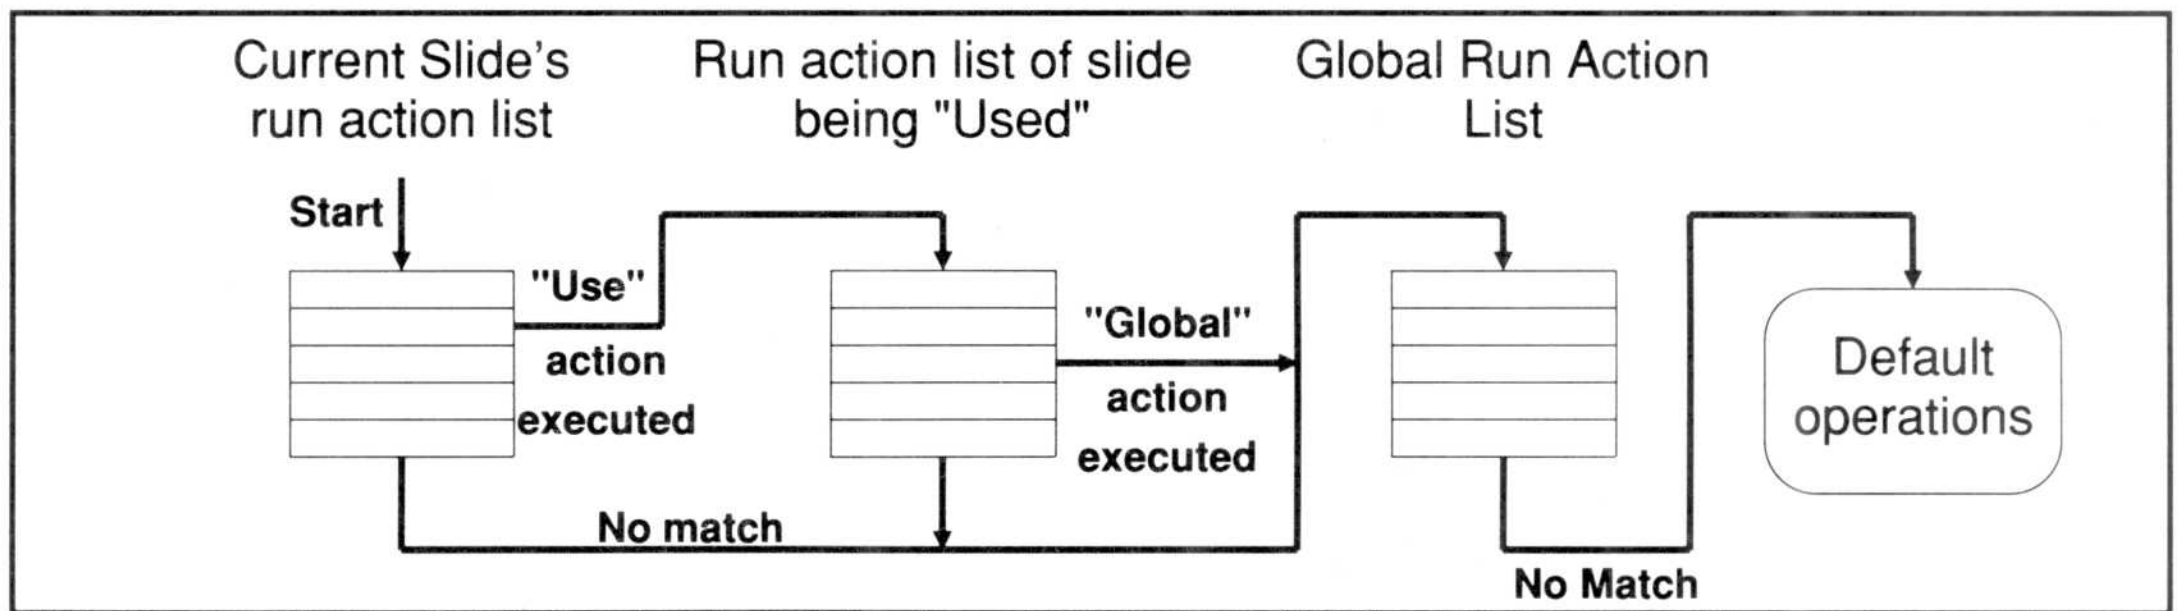 Current Slide's
run action list
Run action list of slide
being "Used"
Global Run Action
List
Start
"Use"
action
executed
"Global"
action
executed
Default
operations
No match
No Match